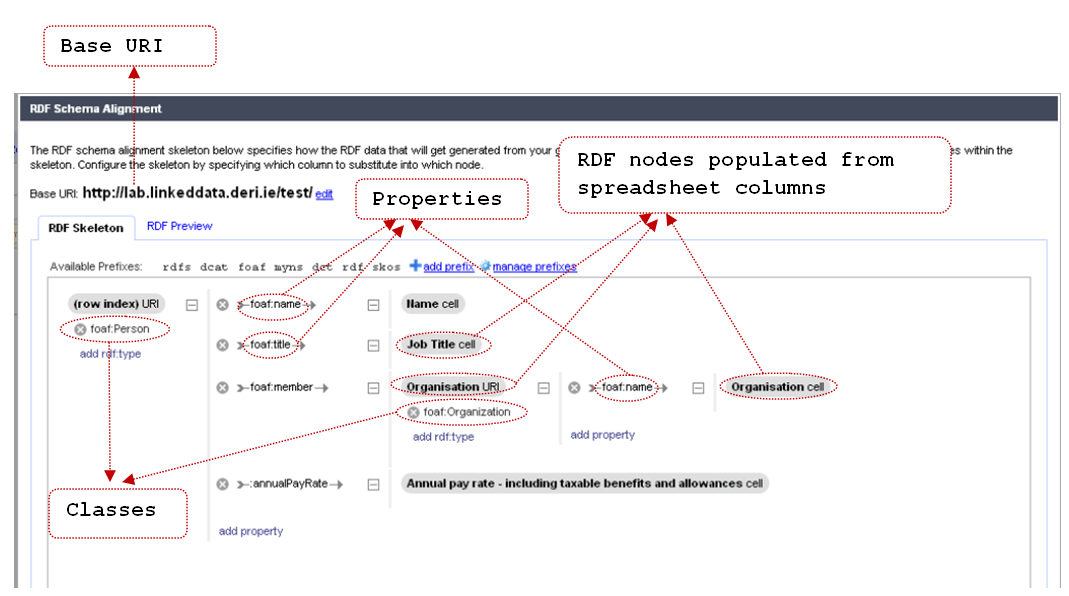 Base URI
RDF Schema Alignment
The RDF schema alignment skeleton below specifies how the RDF data that will get generated from your es within the
skeleton. Configure the skeleton by specifying which column to substitute into which node.
RDF nodes populated from
spreadsheet columns
Base URI: http://lab.linkeddata.deri.ie/test/ edit
Properties
RDF Skeleton RDF Preview
Available Prefixes: rdfs dcat foaf myns dct rdf skos add prefix manage prefixes
(row index) URI foaf:name Name cell
foaf:Person
add rdf:type foaf:title Job Title cell
foaf:member Organisation URI foaf:name Organisation cell
foaf:Organization
add rdf:type add property
:annualPayRate Annual pay rate - including taxable benefits and allowances cell
Classes
add property